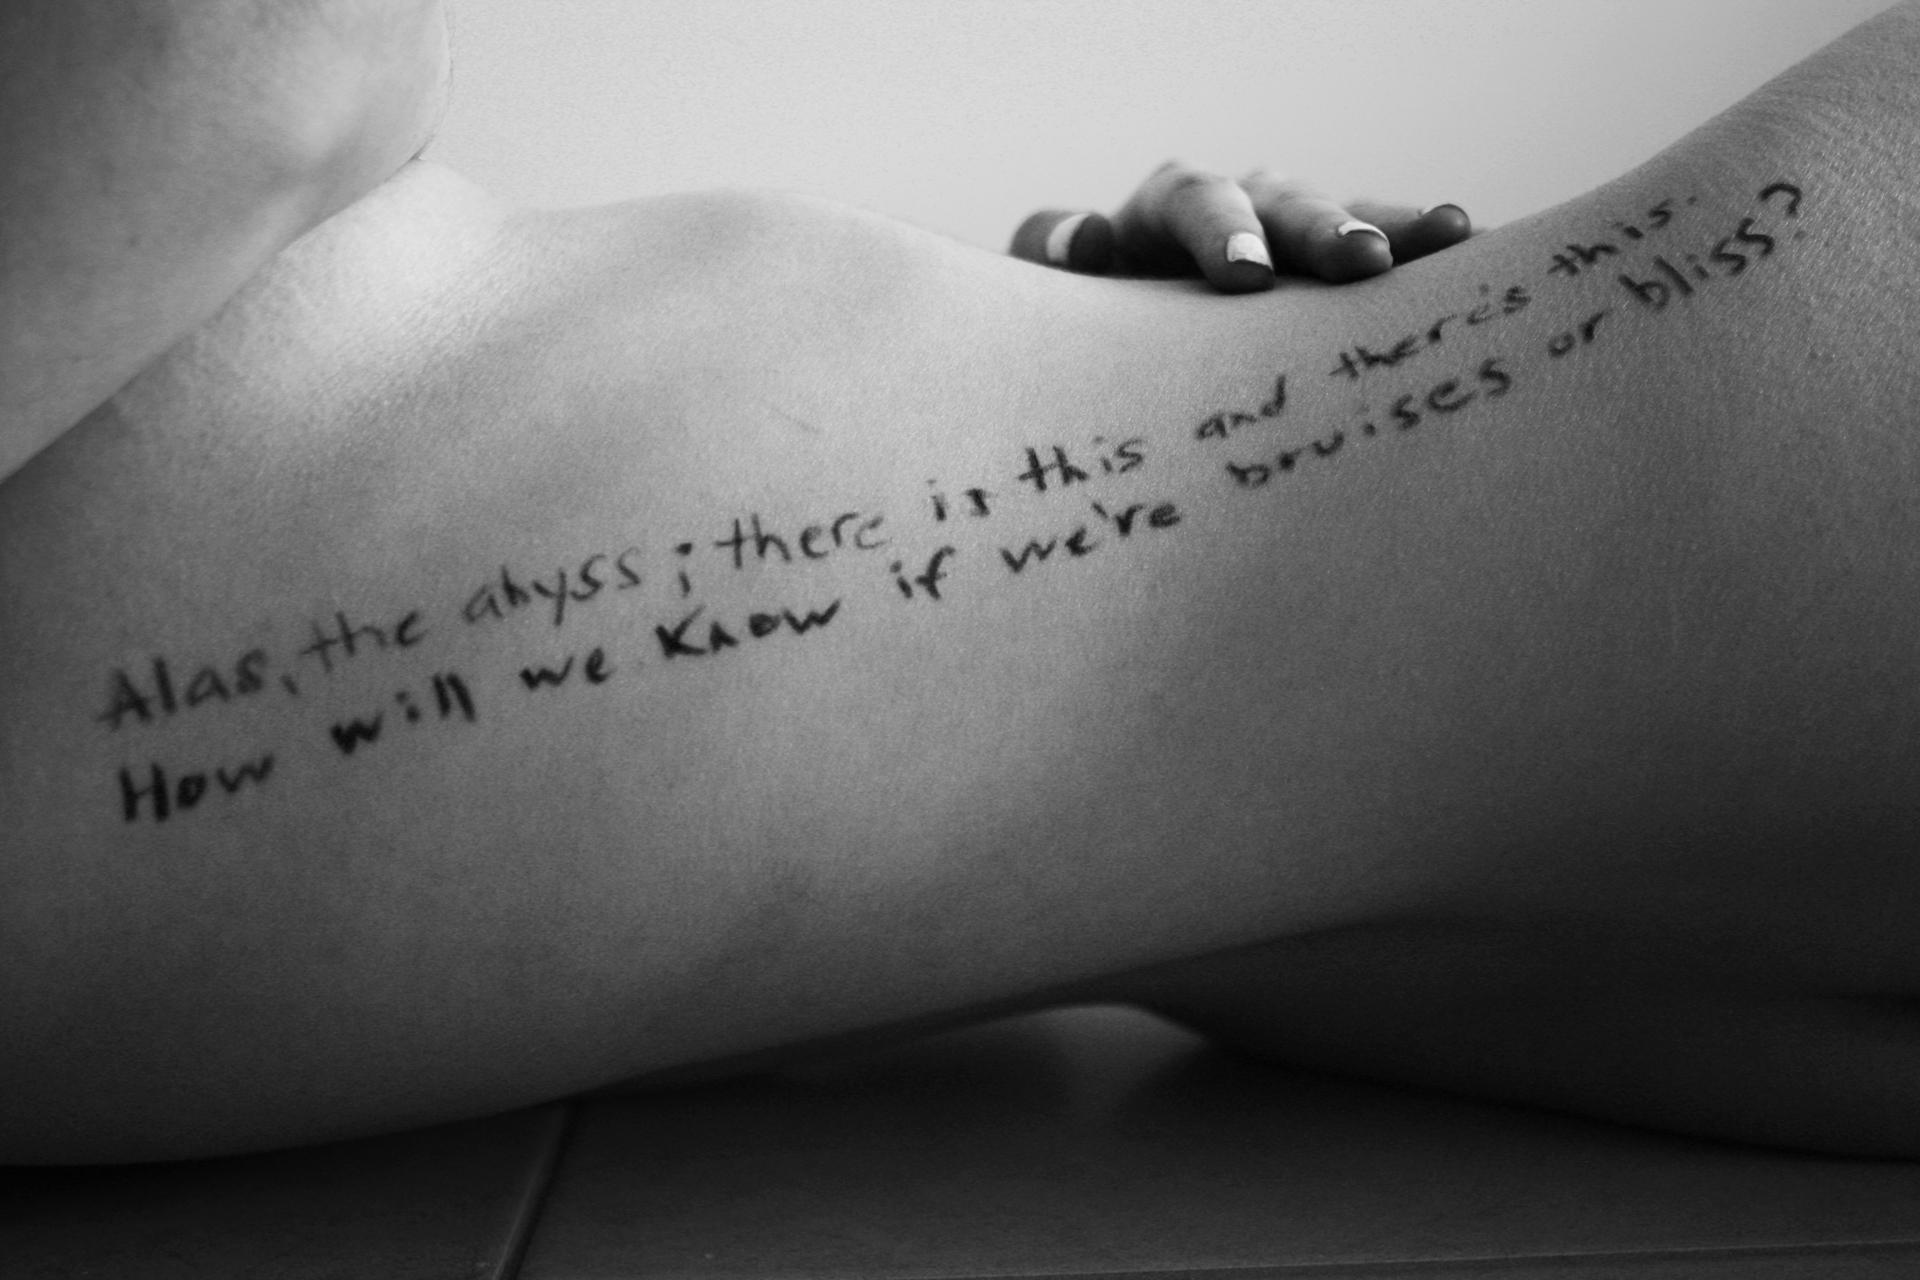 Alas, the abyss; there is this and there's this.
How will we know if we're bruises or bliss?